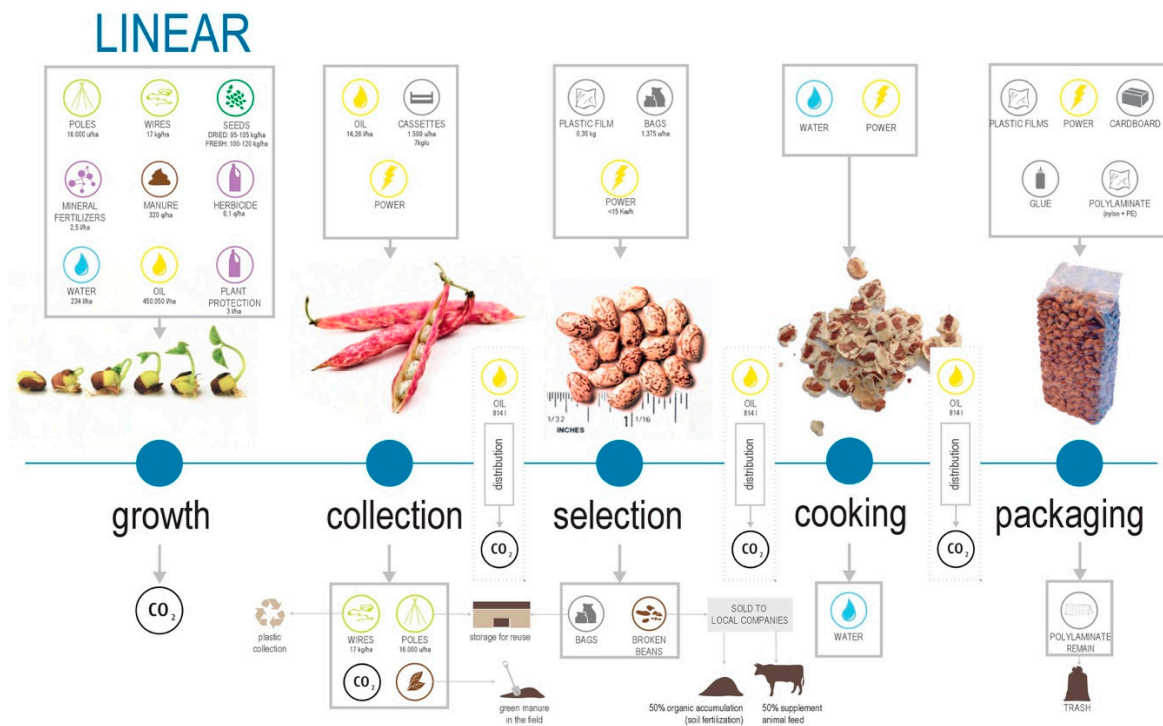 LINEAR
POLES
16.000 u/ha
WIRES
17 kg/ha
SEEDS
DRIED: 95-105 kg/ha
FRESH: 100-120 kg/ha
MINERAL
FERTILIZERS
2,5 l/ha
MANURE
320 q/ha
HERBICIDE
0,1 q/ha
WATER
234 l/ha
OIL
450.050 l/ha
PLANT
PROTECTION
3 l/ha
OIL
14,28 l/ha
CASSETTES
1.500 u/ha
7kg/u
POWER
PLASTIC FILM
0,30 kg
BAGS
1.375 u/ha
POWER
<15 Kw/h
WATER
POWER
PLASTIC FILMS
POWER
CARDBOARD
GLUE
POLYLAMINATE
(nylon + PE)
OIL
814 l
distribution
CO2
1/32
1
1/16
INCHES
OIL
814 l
distribution
CO2
OIL
814 l
distribution
CO2
growth
collection
selection
cooking
packaging
CO2
plastic
collection
WIRES
17 kg/ha
POLES
16.000 u/ha
CO2
storage for reuse
green manure
in the field
BAGS
BROKEN
BEANS
SOLD TO
LOCAL COMPANIES
50% organic accumulation
(soil fertilization)
50% supplement
animal feed
WATER
POLYLAMINATE
REMAIN
TRASH